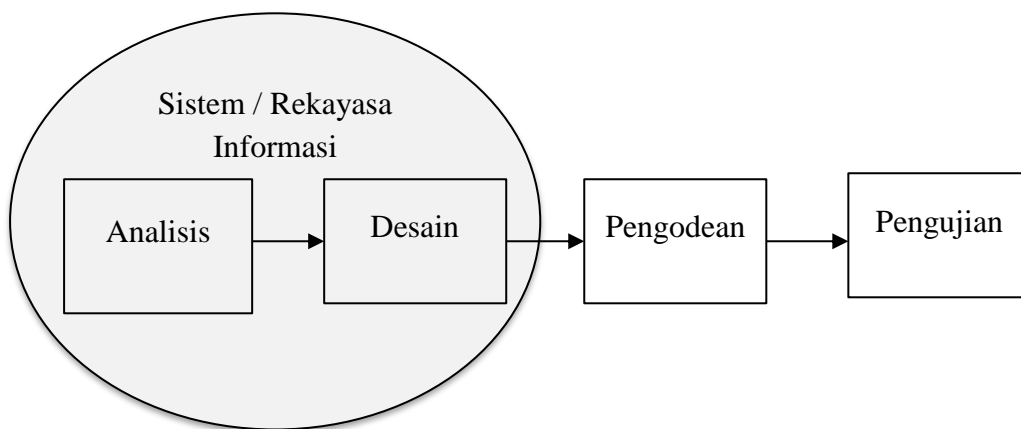 Sistem / Rekayasa
Informasi
Analisis
Desain
Pengodean
Pengujian